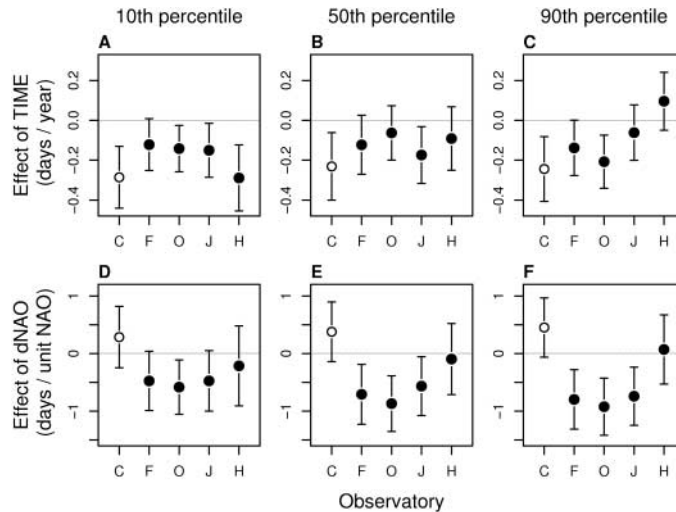 10th percentile 50th percentile 90th percentile
A B C
Effect of TIME
(days / year)
0.2 0.2 0.2
0.0 0.0 0.0
−0.2 −0.2 −0.2
−0.4 −0.4 −0.4
C F O J H C F O J H C F O J H
D E F
Effect of dNAO
(days / unit NAO)
1 1 1
0 0 0
−1 −1 −1
C F O J H C F O J H C F O J H
Observatory